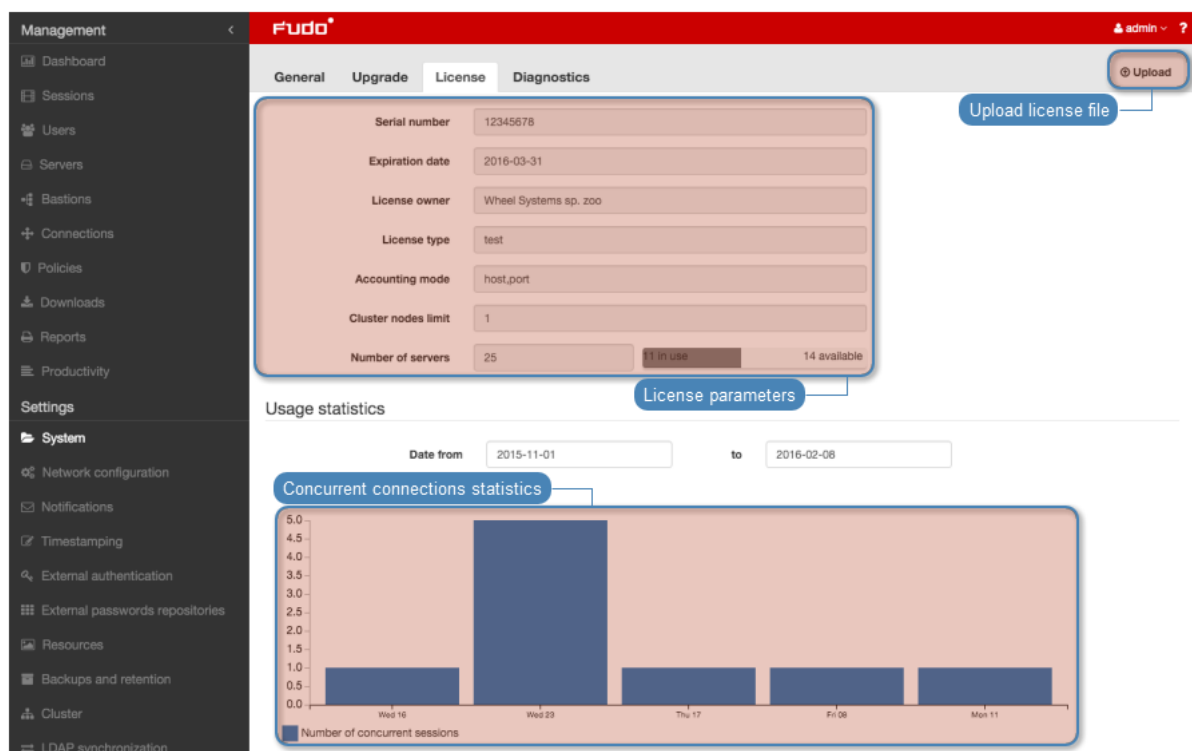 Management
Dashboard
Sessions
Users
Servers
Bastions
Connections
Policies
Downloads
Reports
Productivity
Settings
System
Network configuration
Notifications
Timestamping
External authentication
External passwords repositories
Resources
Backups and retention
Cluster
LDAP synchronization
FUDO
admin ?
General Upgrade License Diagnostics
Upload
Upload license file
Serial number 12345678
Expiration date 2016-03-31
License owner Wheel Systems sp. zoo
License type test
Accounting mode host,port
Cluster nodes limit 1
Number of servers 25 11 in use 14 available
License parameters
Usage statistics
Date from 2015-11-01 to 2016-02-08
Concurrent connections statistics
5.0
4.5
4.0
3.5
3.0
2.5
2.0
1.5
1.0
0.5
0.0
Wed 16 Wed 23 Thu 17 Fri 08 Mon 11
Number of concurrent sessions